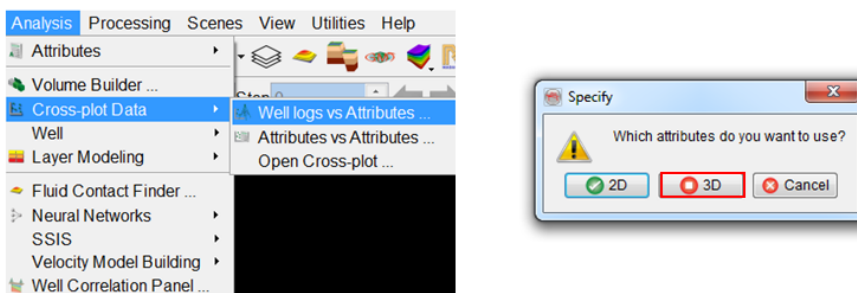 Analysis Processing Scenes View Utilities Help
Attributes
Volume Builder ...
Cross-plot Data
Well logs vs Attributes ...
Well
Attributes vs Attributes ...
Layer Modeling
Open Cross-plot ...
Fluid Contact Finder ...
Neural Networks
SSIS
Velocity Model Building
Well Correlation Panel ...
Specify
Which attributes do you want to use?
2D 3D Cancel